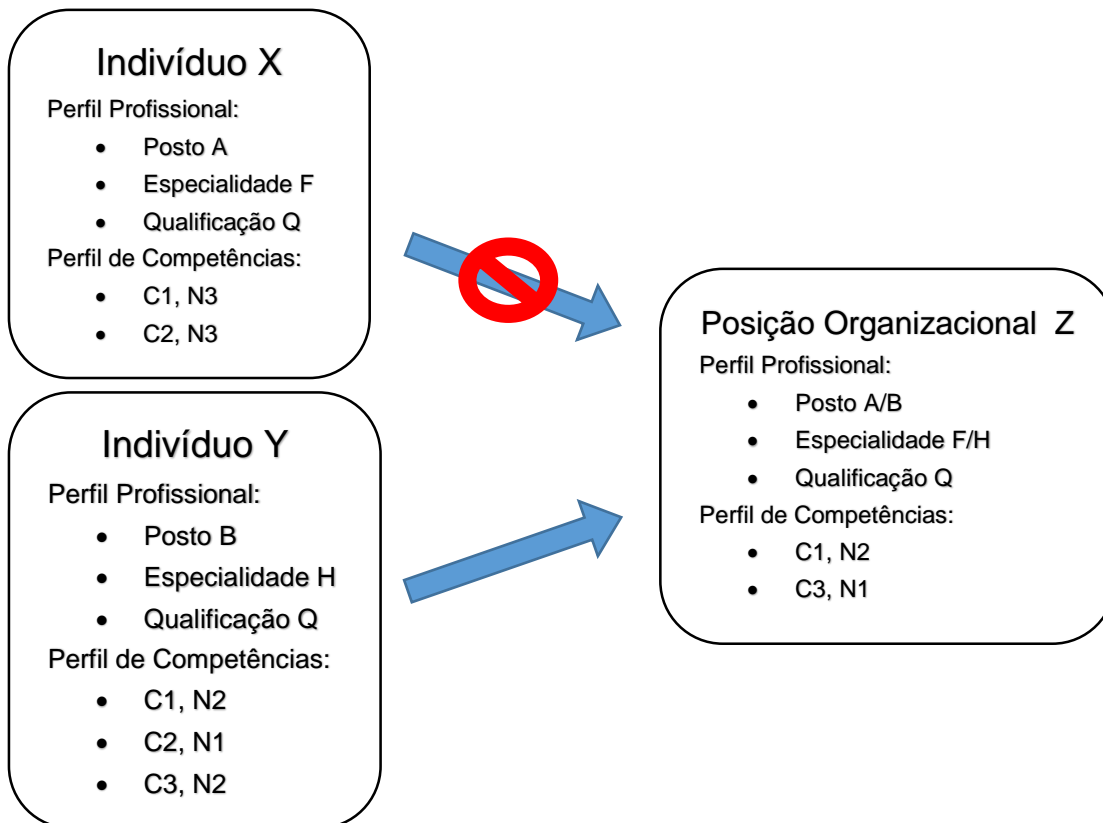 Indivíduo X
Perfil Profissional:
• Posto A
• Especialidade F
• Qualificação Q
Perfil de Competências:
• C1, N3
• C2, N3
Indivíduo Y
Perfil Profissional:
• Posto B
• Especialidade H
• Qualificação Q
Perfil de Competências:
• C1, N2
• C2, N1
• C3, N2
Posição Organizacional Z
Perfil Profissional:
• Posto A/B
• Especialidade F/H
• Qualificação Q
Perfil de Competências:
• C1, N2
• C3, N1